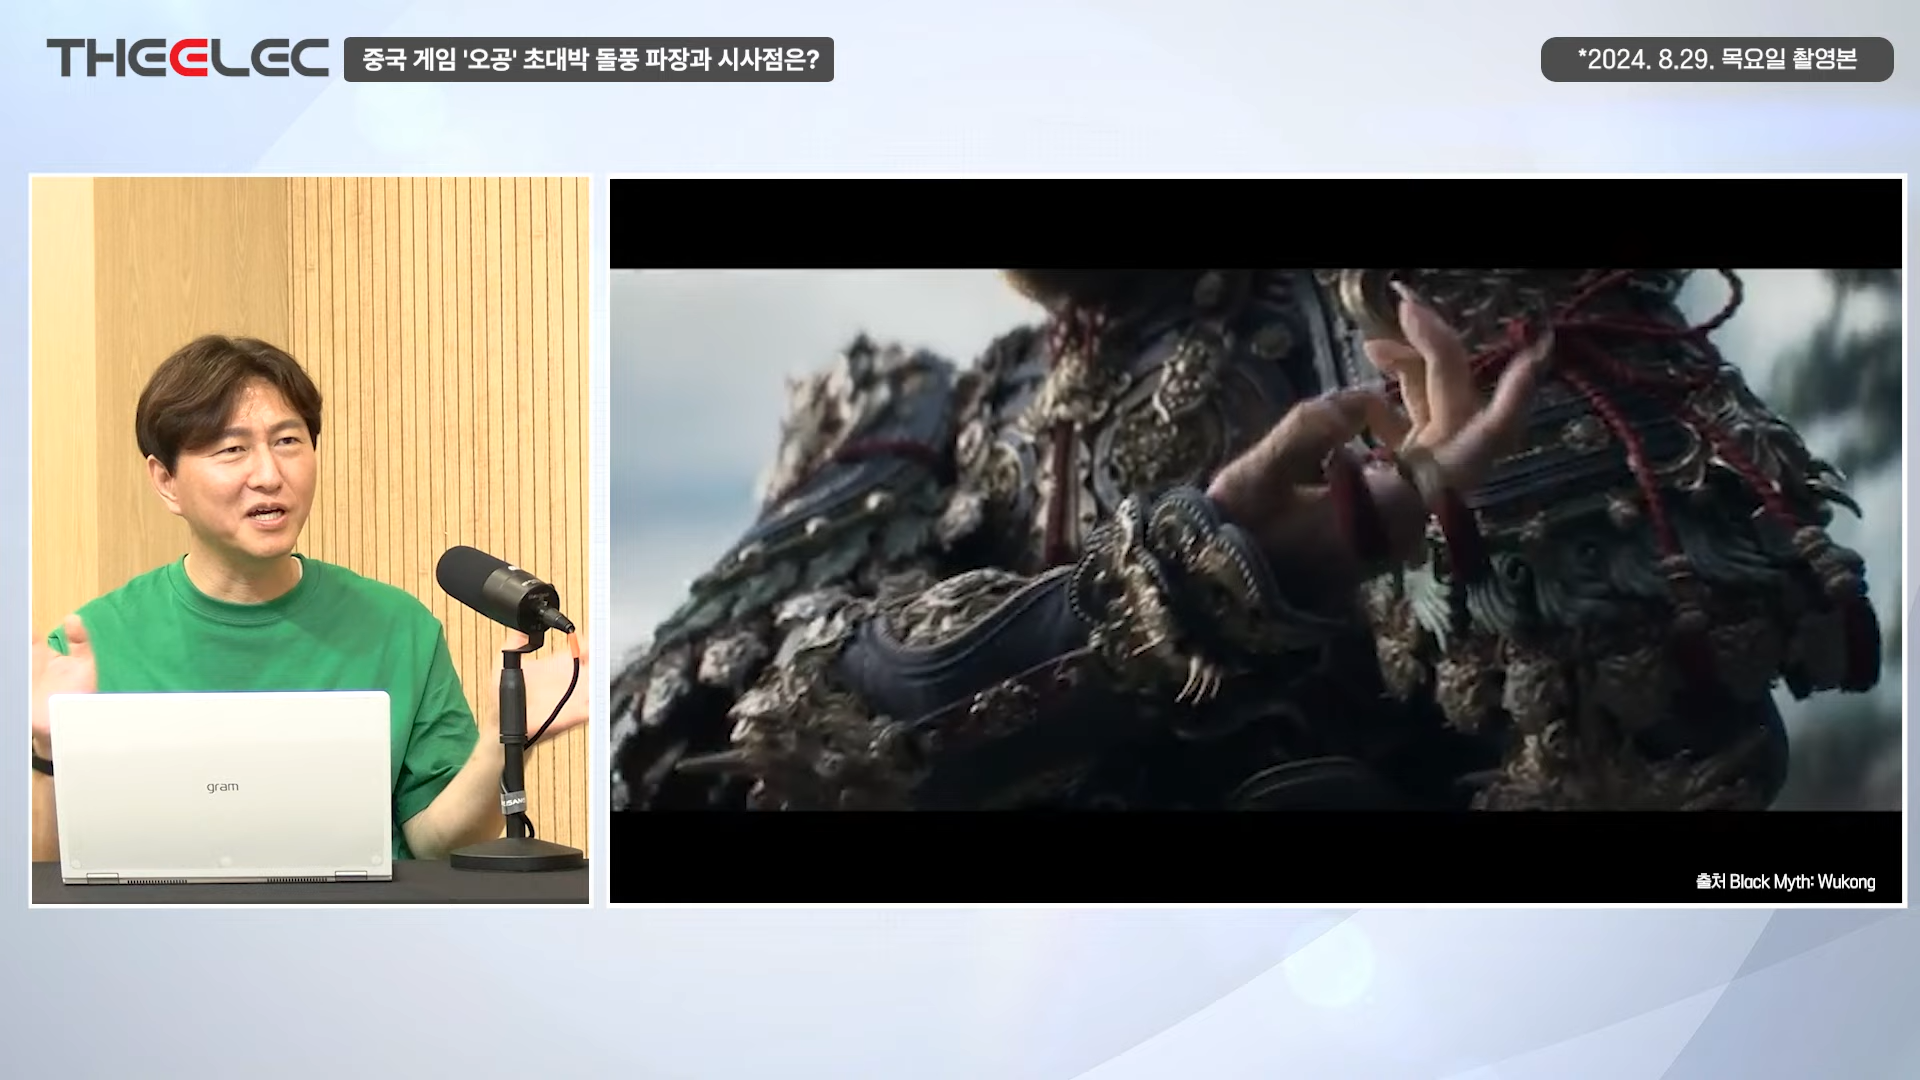 THEELEC
중국 게임 '오공' 초대박 돌풍 파장과 시사점은?
*2024. 8.29. 목요일 촬영본
gram
출처 Black Myth: Wukong